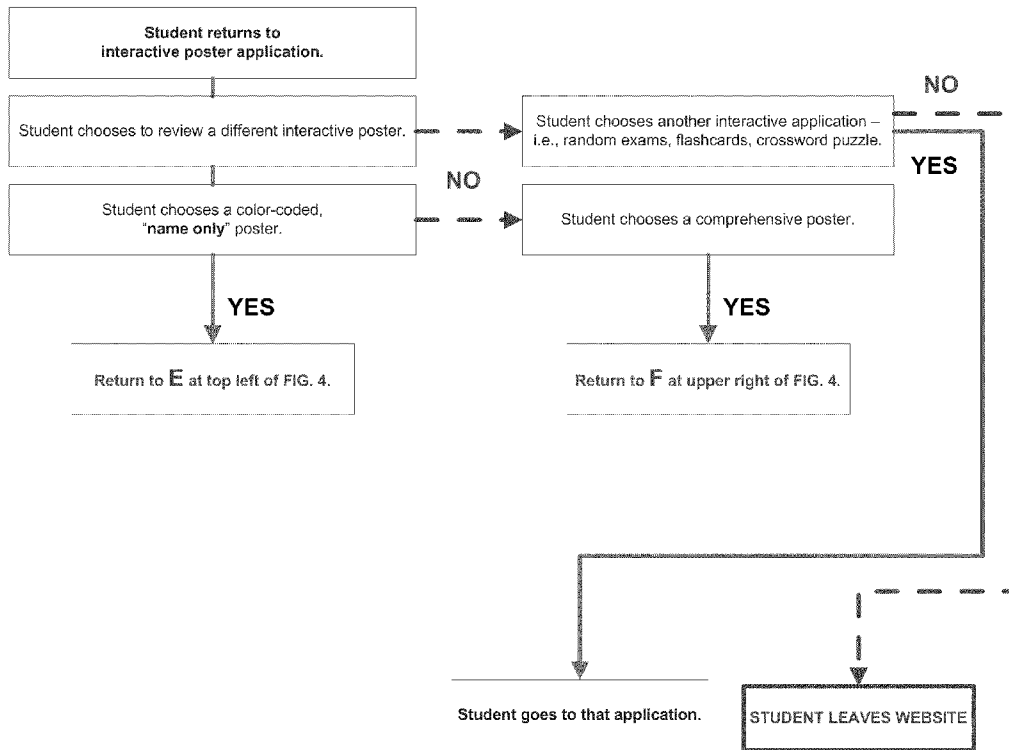 Student returns to
interactive poster application.
Student chooses to review a different interactive poster.
Student chooses another interactive application –
i.e., random exams, flashcards, crossword puzzle.
NO
YES
NO
Student chooses a color-coded,
“name only” poster.
Student chooses a comprehensive poster.
YES
YES
Return to E at top left of FIG. 4.
Return to F at upper right of FIG. 4.
Student goes to that application.
STUDENT LEAVES WEBSITE